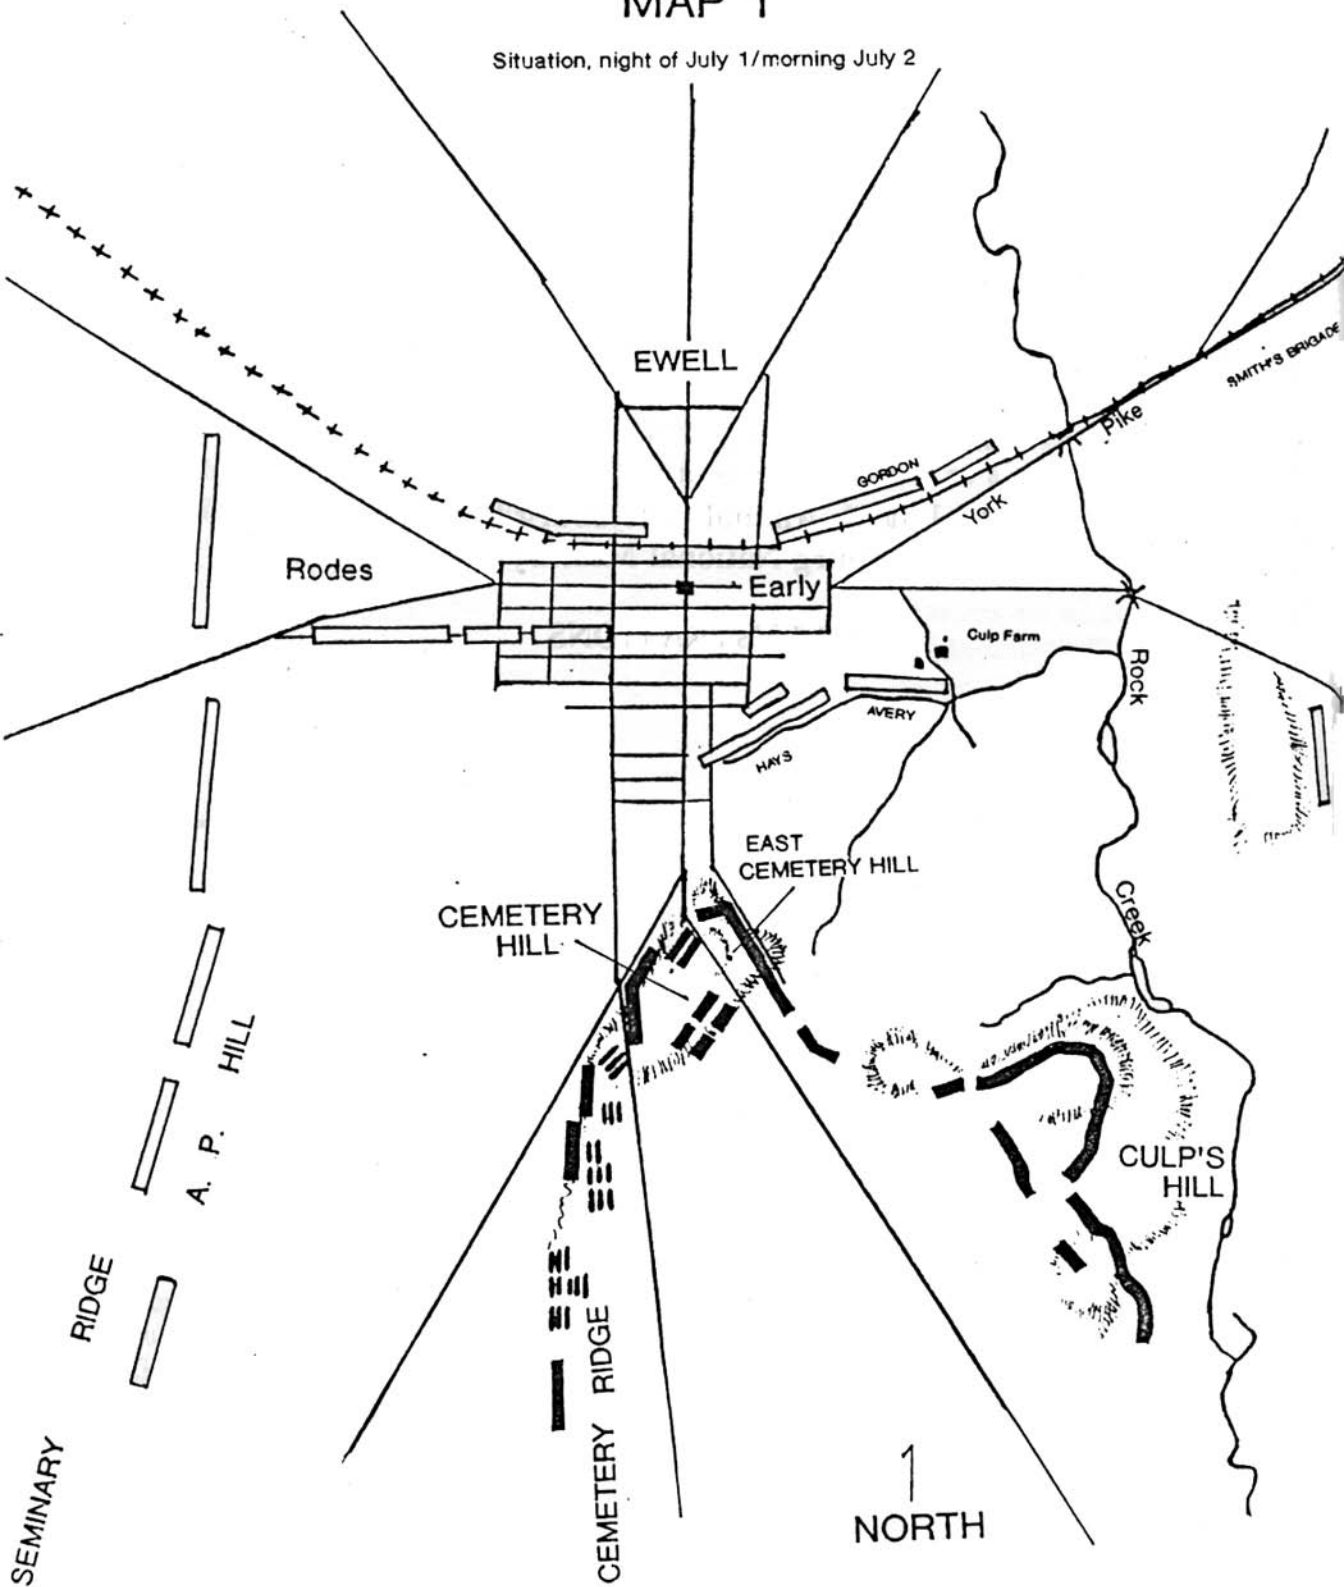 MAP 1
Situation, night of July 1/morning July 2
EWELL
SMITH'S BRIGADE
Pike
GORDON
York
Rodes
Early
Culp Farm
Rock
AVERY
HAYS
EAST
CEMETERY HILL
CEMETERY
HILL
Creek
A. P. HILL
CULP'S
HILL
SEMINARY RIDGE
CEMETERY RIDGE
NORTH